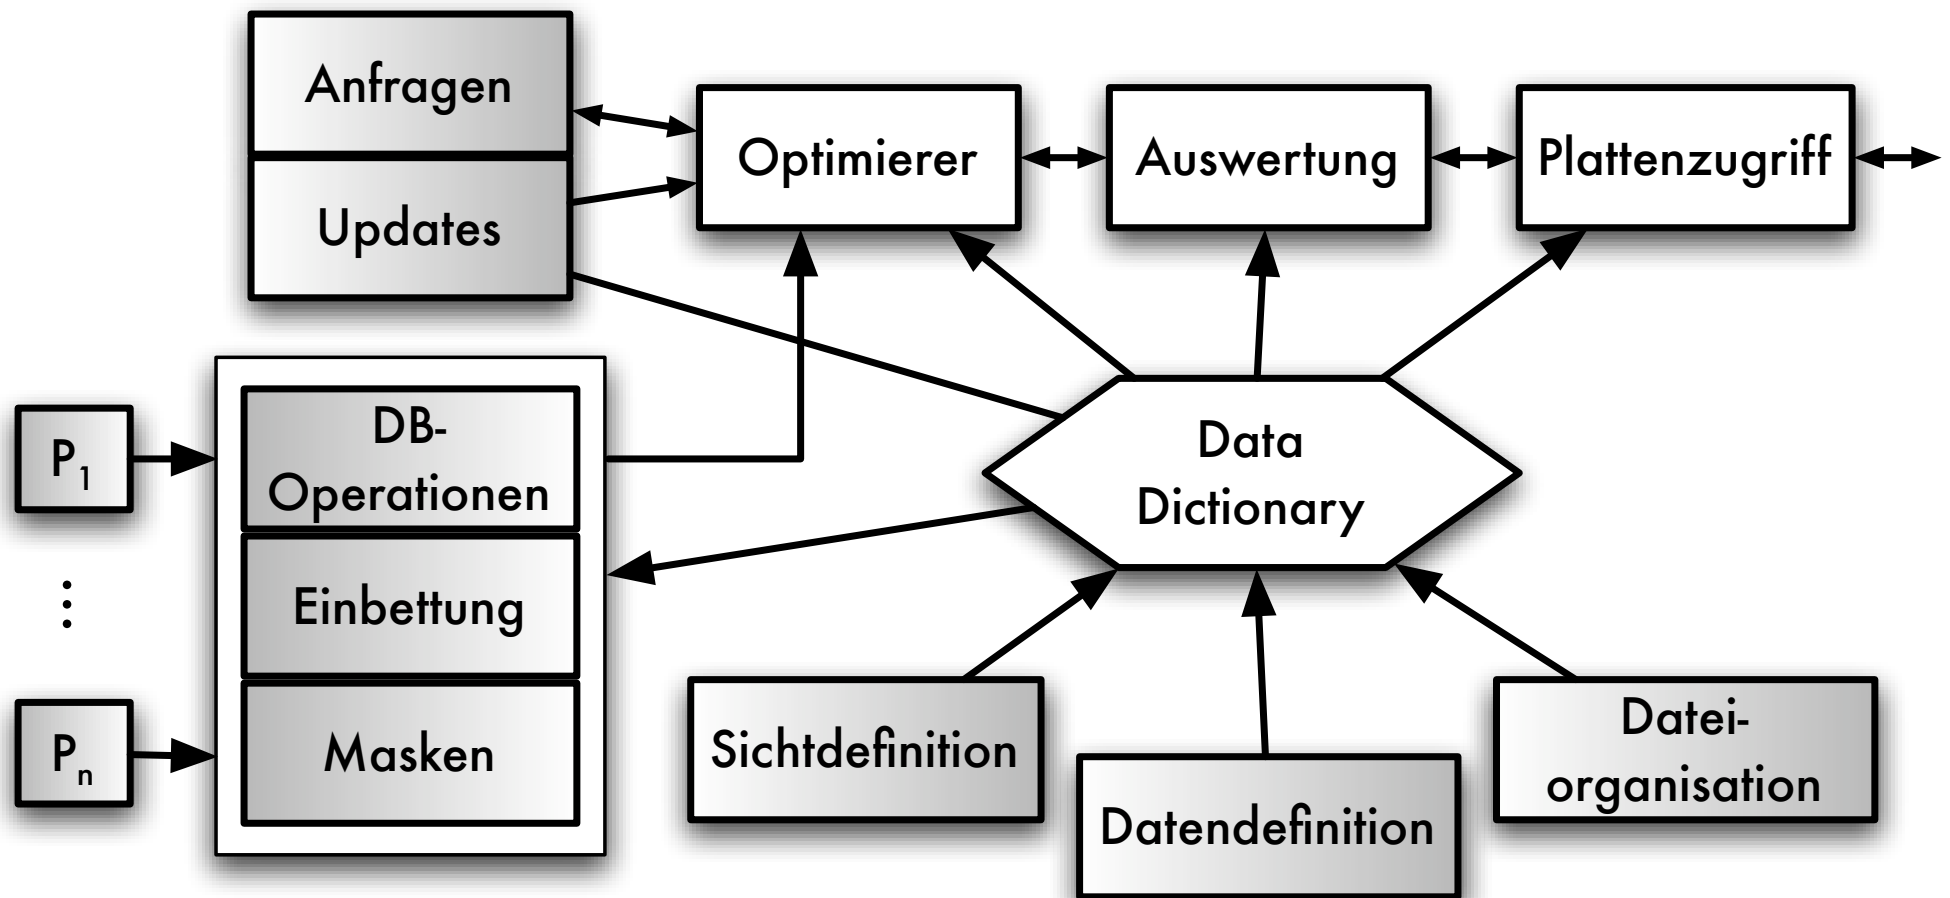 Anfragen
Updates
Optimierer
Auswertung
Plattenzugriff
P1
⋮
Pn
DB-
Operationen
Einbettung
Masken
Data
Dictionary
Sichtdefinition
Datendefinition
Datei-
organisation